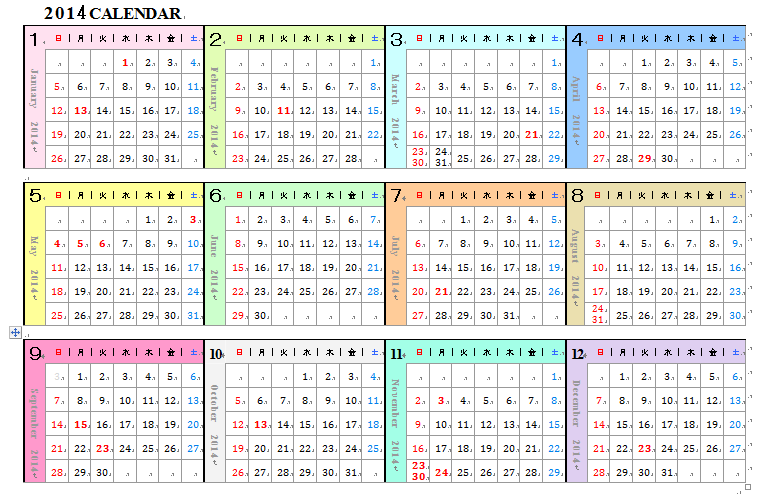 2014 CALENDAR
1 日|月|火|水|木|金|土
January 2014
1 2 3 4
5 6 7 8 9 10 11
12 13 14 15 16 17 18
19 20 21 22 23 24 25
26 27 28 29 30 31
2 日|月|火|水|木|金|土
February 2014
1
2 3 4 5 6 7 8
9 10 11 12 13 14 15
16 17 18 19 20 21 22
23 24 25 26 27 28
3 日|月|火|水|木|金|土
March 2014
1
2 3 4 5 6 7 8
9 10 11 12 13 14 15
16 17 18 19 20 21 22
23 24 25 26 27 28 29
30 31
4 日|月|火|水|木|金|土
April 2014
1 2 3 4 5
6 7 8 9 10 11 12
13 14 15 16 17 18 19
20 21 22 23 24 25 26
27 28 29 30
5 日|月|火|水|木|金|土
May 2014
1 2 3
4 5 6 7 8 9 10
11 12 13 14 15 16 17
18 19 20 21 22 23 24
25 26 27 28 29 30 31
6 日|月|火|水|木|金|土
June 2014
1 2 3 4 5 6 7
8 9 10 11 12 13 14
15 16 17 18 19 20 21
22 23 24 25 26 27 28
29 30
7 日|月|火|水|木|金|土
July 2014
1 2 3 4 5
6 7 8 9 10 11 12
13 14 15 16 17 18 19
20 21 22 23 24 25 26
27 28 29 30 31
8 日|月|火|水|木|金|土
August 2014
1 2
3 4 5 6 7 8 9
10 11 12 13 14 15 16
17 18 19 20 21 22 23
24 25 26 27 28 29 30
31
9 日|月|火|水|木|金|土
September 2014
1 2 3 4 5 6
7 8 9 10 11 12 13
14 15 16 17 18 19 20
21 22 23 24 25 26 27
28 29 30
10 日|月|火|水|木|金|土
October 2014
1 2 3 4
5 6 7 8 9 10 11
12 13 14 15 16 17 18
19 20 21 22 23 24 25
26 27 28 29 30 31
11 日|月|火|水|木|金|土
November 2014
1
2 3 4 5 6 7 8
9 10 11 12 13 14 15
16 17 18 19 20 21 22
23 24 25 26 27 28 29
30
12 日|月|火|水|木|金|土
December 2014
1 2 3 4 5 6
7 8 9 10 11 12 13
14 15 16 17 18 19 20
21 22 23 24 25 26 27
28 29 30 31